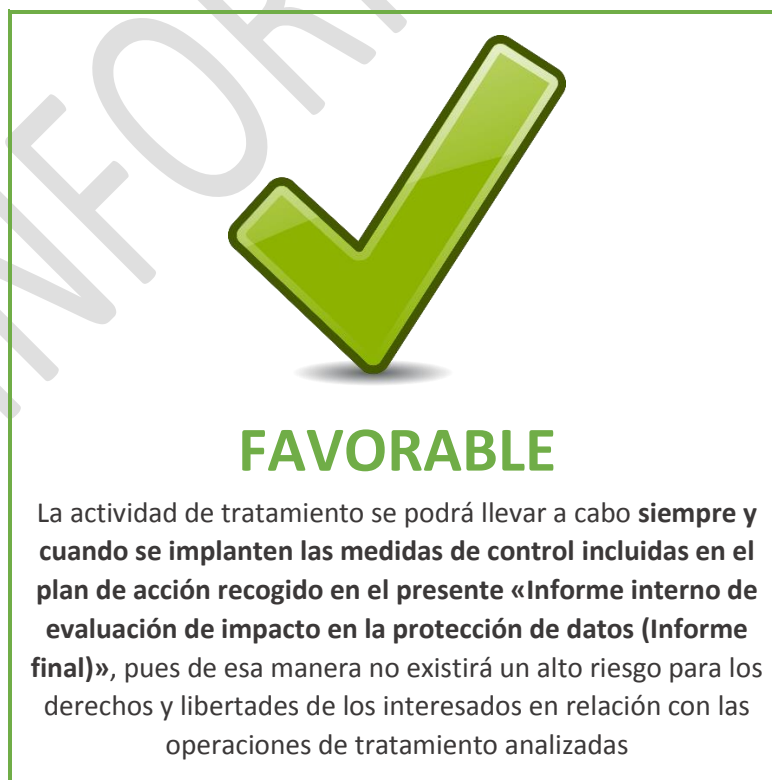 FAVORABLE
La actividad de tratamiento se podrá llevar a cabo siempre y
cuando se implanten las medidas de control incluidas en el
plan de acción recogido en el presente «Informe interno de
evaluación de impacto en la protección de datos (Informe
final)», pues de esa manera no existirá un alto riesgo para los
derechos y libertades de los interesados en relación con las
operaciones de tratamiento analizadas